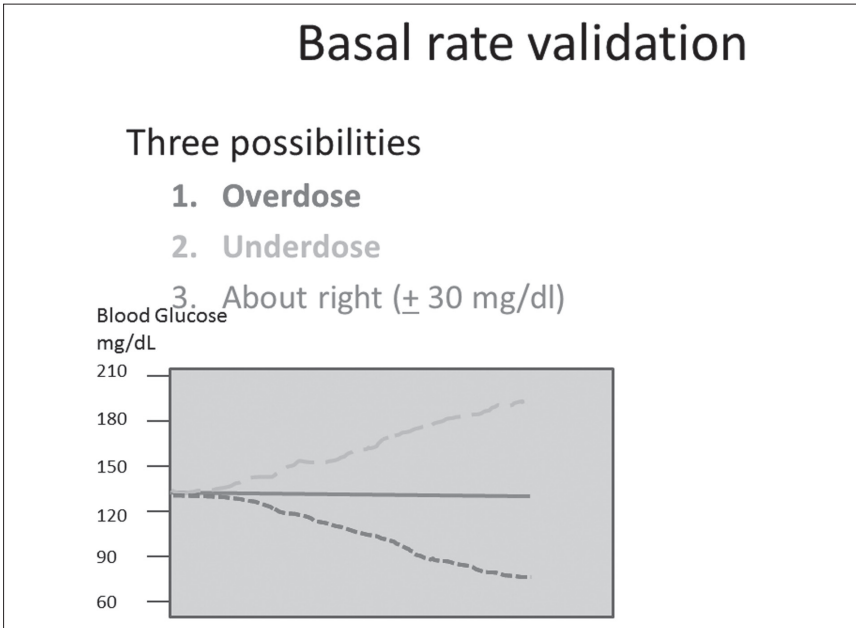 Basal rate validation
Three possibilities
1. Overdose
2. Underdose
3. About right (± 30 mg/dl)
Blood Glucose
mg/dL
210
180
150
120
90
60